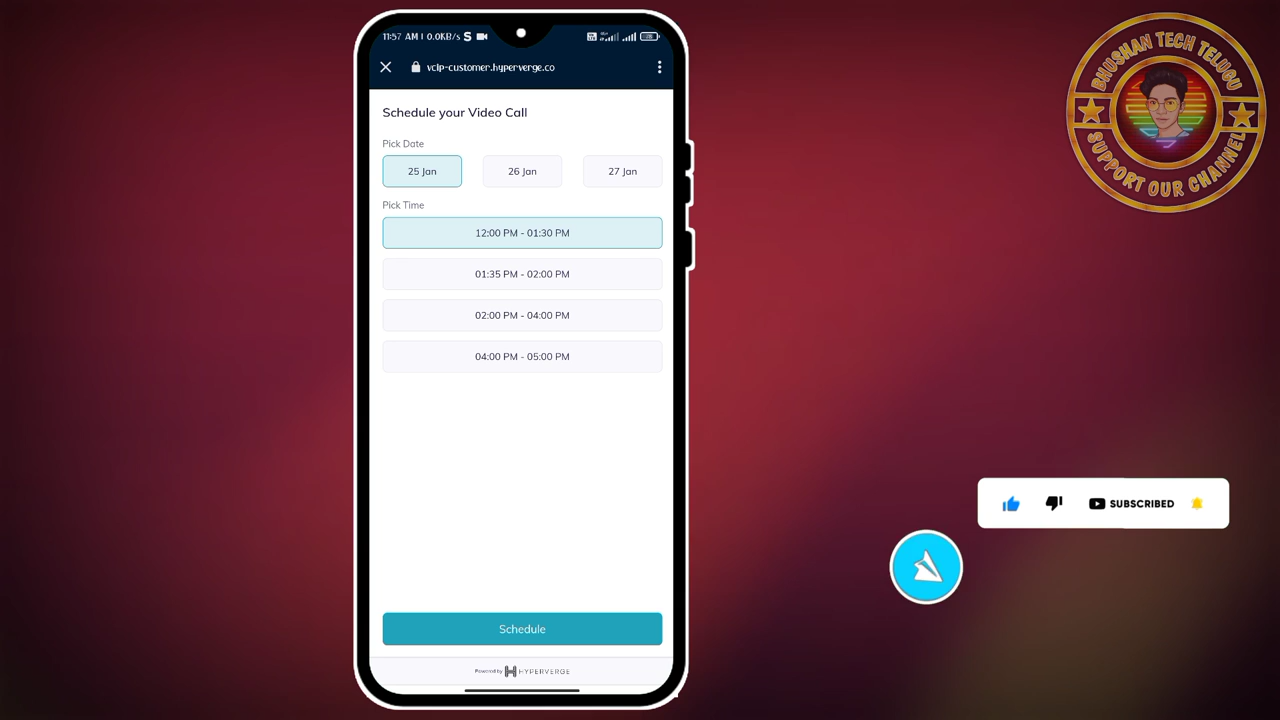 11:57 AM | 0.0KB/s
vcip-customer.hyperverge.co
Schedule your Video Call
Pick Date
25 Jan
26 Jan
27 Jan
Pick Time
12:00 PM - 01:30 PM
01:35 PM - 02:00 PM
02:00 PM - 04:00 PM
04:00 PM - 05:00 PM
Schedule
Powered by HYPERVERGE
BHUSHAN TECH TELUGU
SUPPORT OUR CHANNEL
SUBSCRIBED